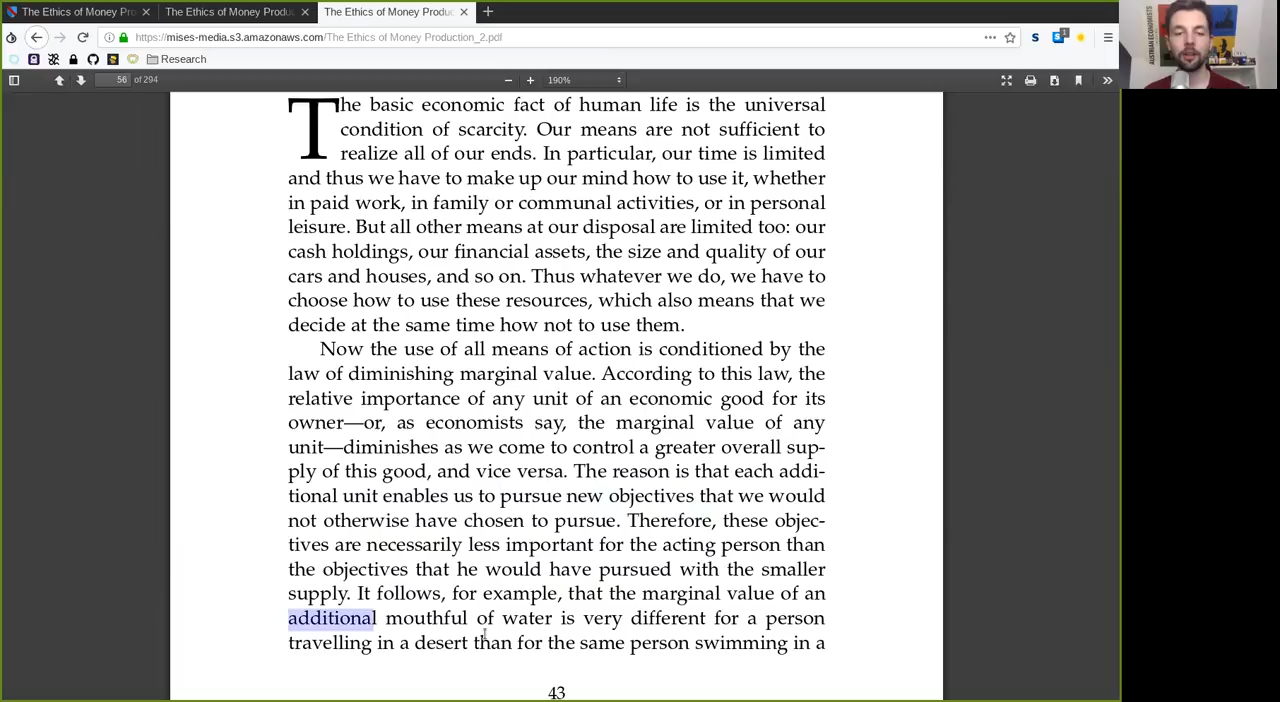 The Ethics of Money Pro
The Ethics of Money Produc
The Ethics of Money Produc
https://mises-media.s3.amazonaws.com/The Ethics of Money Production_2.pdf
Research
56 of 294
190%
The basic economic fact of human life is the universal
condition of scarcity. Our means are not sufficient to
realize all of our ends. In particular, our time is limited
and thus we have to make up our mind how to use it, whether
in paid work, in family or communal activities, or in personal
leisure. But all other means at our disposal are limited too: our
cash holdings, our financial assets, the size and quality of our
cars and houses, and so on. Thus whatever we do, we have to
choose how to use these resources, which also means that we
decide at the same time how not to use them.
Now the use of all means of action is conditioned by the
law of diminishing marginal value. According to this law, the
relative importance of any unit of an economic good for its
owner—or, as economists say, the marginal value of any
unit—diminishes as we come to control a greater overall sup-
ply of this good, and vice versa. The reason is that each addi-
tional unit enables us to pursue new objectives that we would
not otherwise have chosen to pursue. Therefore, these objec-
tives are necessarily less important for the acting person than
the objectives that he would have pursued with the smaller
supply. It follows, for example, that the marginal value of an
additional mouthful of water is very different for a person
travelling in a desert than for the same person swimming in a
43
AUSTRIAN ECONOMISTS